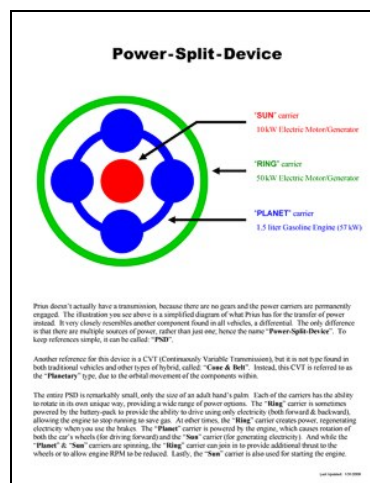 Power-Split-Device
"SUN" carrier
10 kW Electric Motor/Generator
"RING" carrier
50 kW Electric Motor/Generator
"PLANET" carrier
1.5 liter Gasoline Engine (57 kW)
Prius doesn't actually have a transmission, because there are no gears and the power carriers are permanently
engaged. The illustration you see above is a simplified diagram of what Prius has for the transfer of power
instead. It very closely resembles another component found in all vehicles, a differential. The only difference
is that there are multiple sources of power, rather than just one, hence the name "Power-Split-Device". To
keep references simple, it can be called: "PSD".
Another reference for this device is a CVT (Continuously Variable Transmission), but it is not type found in
both traditional vehicles and other types of hybrid, called: "Cone & Belt". Instead, this CVT is referred to as
the "Planetary" type, due to the orbital movement of the components within.
The entire PSD is remarkably small, only the size of an adult hand's palm. Each of the carriers has the ability
to rotate in its own unique way, providing a wide range of power options. The "Ring" carrier is sometimes
powered by the battery-pack to provide the ability to drive using only electricity (both forward & backward),
allowing the engine to stop running to save gas. At other times, the "Ring" carrier creates power, regenerating
electricity when you use the brakes. The "Planet" carrier is powered by the engine, which causes rotation of
both the car's wheels (for driving forward) and the "Sun" carrier (for generating electricity). And while the
"Planet" & "Sun" carriers are spinning, the "Ring" carrier can join in to provide additional thrust to the
wheels or to allow engine RPM to be reduced. Lastly, the "Sun" carrier is also used for starting the engine.